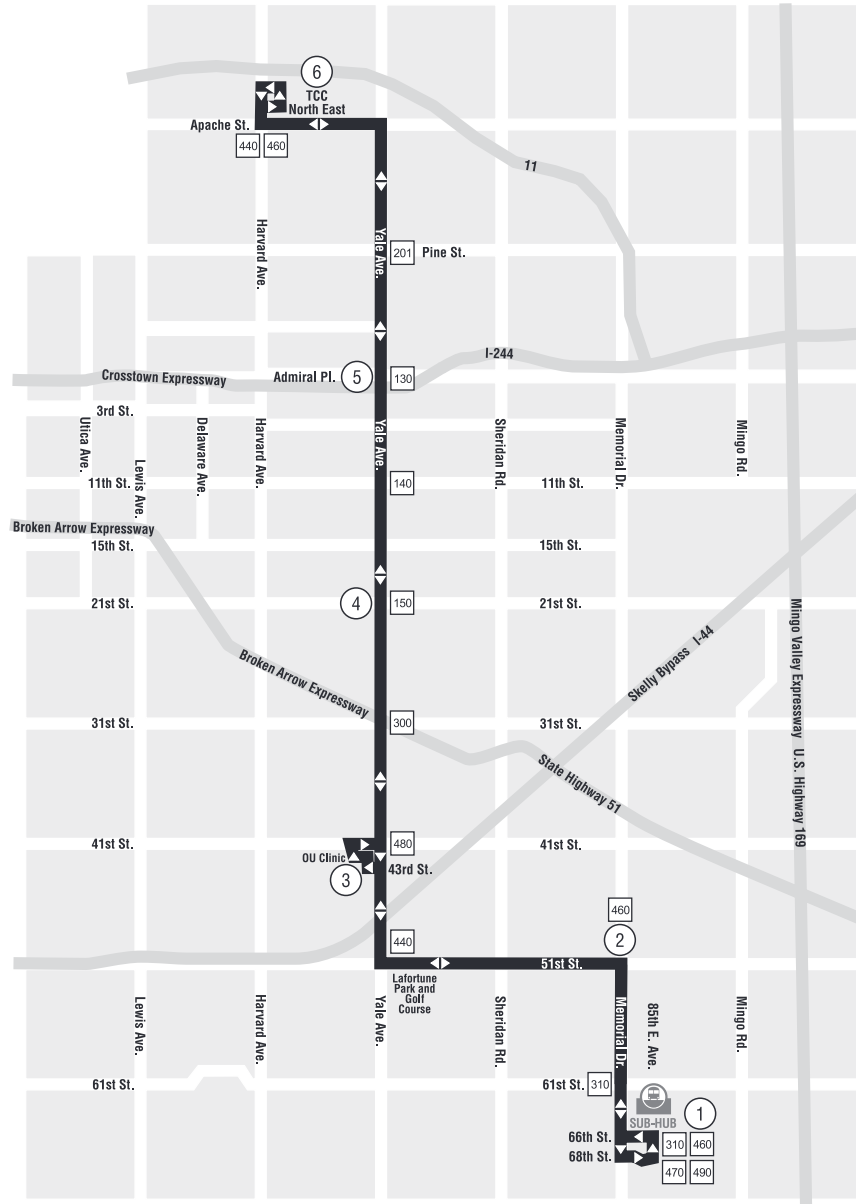 6
TCC
North East
Apache St.
440 460
11
Harvard Ave.
Yale Ave.
201 Pine St.
I-244
Crosstown Expressway
Admiral Pl. 5 130
3rd St.
Utica Ave.
Lewis Ave.
Delaware Ave.
Harvard Ave.
Yale Ave.
Sheridan Rd.
Memorial Dr.
Mingo Rd.
11th St. 140 11th St.
Broken Arrow Expressway
15th St. 15th St.
21st St. 4 150 21st St.
Broken Arrow Expressway
Skelly Bypass I-44
Mingo Valley Expressway U.S. Highway 169
31st St. 300 31st St.
State Highway 51
41st St. 480 41st St.
OU Clinic
3 43rd St.
460
440 2
51st St.
Lafortune
Park and
Golf
Course
Lewis Ave.
Harvard Ave.
Yale Ave.
Sheridan Rd.
Memorial Dr.
85th E. Ave.
Mingo Rd.
61st St. 61st St. 310
SUB-HUB 1
66th St. 310 460
68th St.
470 490